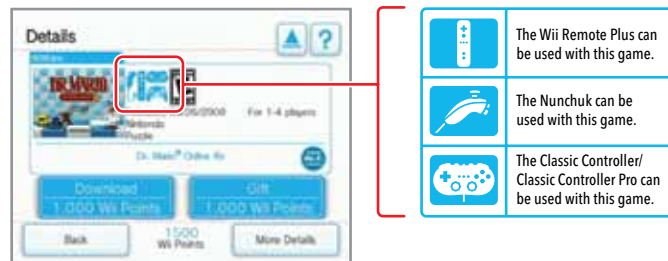 Details
?
WiiWare
DR.MARIO
For 1-4 players
Nintendo
Puzzle
Dr. Mario® Online Rx
Download
1,000 Wii Points
Gift
1,000 Wii Points
Back
1500
Wii Points
More Details
The Wii Remote Plus can
be used with this game.
The Nunchuk can be
used with this game.
The Classic Controller/
Classic Controller Pro can
be used with this game.